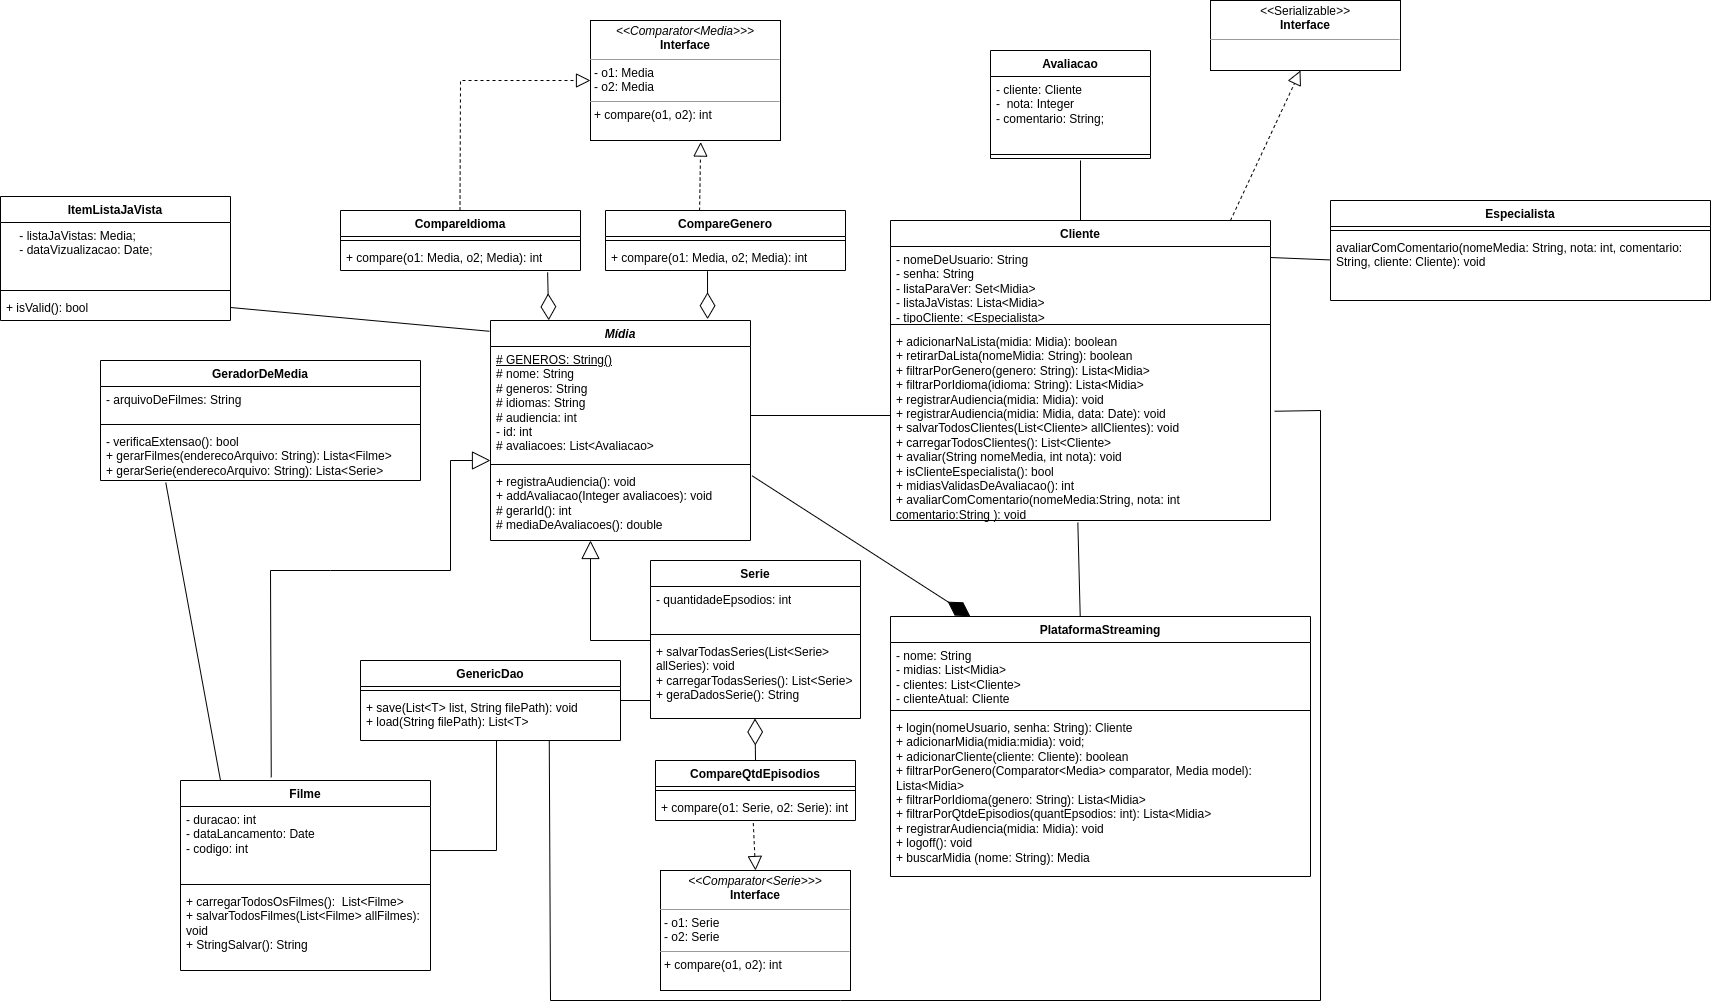 <<Comparator<Media>>>
Interface
- o1: Media
- o2: Media
+ compare(o1, o2): int
<<Serializable>>
Interface
Avaliacao
- cliente: Cliente
-  nota: Integer
- comentario: String;
ItemListaJaVista
- listaJaVistas: Media;
- dataVizualizacao: Date;
+ isValid(): bool
CompareIdioma
+ compare(o1: Media, o2; Media): int
CompareGenero
+ compare(o1: Media, o2; Media): int
Cliente
- nomeDeUsuario: String
- senha: String
- listaParaVer: Set<Midia>
- listaJaVistas: Lista<Midia>
- tipoCliente: <Especialista>
+ adicionarNaLista(midia: Midia): boolean
+ retirarDaLista(nomeMidia: String): boolean
+ filtrarPorGenero(genero: String): Lista<Midia>
+ filtrarPorIdioma(idioma: String): Lista<Midia>
+ registrarAudiencia(midia: Midia): void
+ registrarAudiencia(midia: Midia, data: Date): void
+ salvarTodosClientes(List<Cliente> allClientes): void
+ carregarTodosClientes(): List<Cliente>
+ avaliar(String nomeMedia, int nota): void
+ isClienteEspecialista(): bool
+ midiasValidasDeAvaliacao(): int
+ avaliarComComentario(nomeMedia:String, nota: int
comentario:String ): void
Especialista
avaliarComComentario(nomeMedia: String, nota: int, comentario:
String, cliente: Cliente): void
Mídia
# GENEROS: String()
# nome: String
# generos: String
# idiomas: String
# audiencia: int
- id: int
# avaliacoes: List<Avaliacao>
+ registraAudiencia(): void
+ addAvaliacao(Integer avaliacoes): void
# gerarId(): int
# mediaDeAvaliacoes(): double
GeradorDeMedia
- arquivoDeFilmes: String
- verificaExtensao(): bool
+ gerarFilmes(enderecoArquivo: String): Lista<Filme>
+ gerarSerie(enderecoArquivo: String): Lista<Serie>
Serie
- quantidadeEpsodios: int
+ salvarTodasSeries(List<Serie>
allSeries): void
+ carregarTodasSeries(): List<Serie>
+ geraDadosSerie(): String
GenericDao
+ save(List<T> list, String filePath): void
+ load(String filePath): List<T>
PlataformaStreaming
- nome: String
- midias: List<Midia>
- clientes: List<Cliente>
- clienteAtual: Cliente
+ login(nomeUsuario, senha: String): Cliente
+ adicionarMidia(midia:midia): void;
+ adicionarCliente(cliente: Cliente): boolean
+ filtrarPorGenero(Comparator<Media> comparator, Media model):
Lista<Midia>
+ filtrarPorIdioma(genero: String): Lista<Midia>
+ filtrarPorQtdeEpisodios(quantEpsodios: int): Lista<Midia>
+ registrarAudiencia(midia: Midia): void
+ logoff(): void
+ buscarMidia (nome: String): Media
Filme
- duracao: int
- dataLancamento: Date
- codigo: int
+ carregarTodosOsFilmes():  List<Filme>
+ salvarTodosFilmes(List<Filme> allFilmes):
void
+ StringSalvar(): String
CompareQtdEpisodios
+ compare(o1: Serie, o2: Serie): int
<<Comparator<Serie>>>
Interface
- o1: Serie
- o2: Serie
+ compare(o1, o2): int